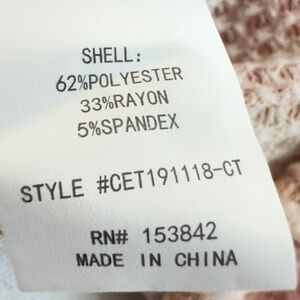 SHELL:
62%POLYESTER
33%RAYON
5%SPANDEX
STYLE #CET191118-CT
RN# 153842
MADE IN CHINA